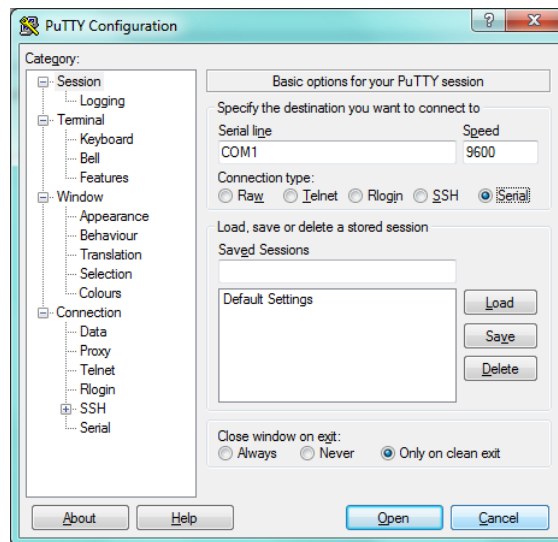 PuTTY Configuration
Category:
Session
Logging
Terminal
Keyboard
Bell
Features
Window
Appearance
Behaviour
Translation
Selection
Colours
Connection
Data
Proxy
Telnet
Rlogin
SSH
Serial
Basic options for your PuTTY session
Specify the destination you want to connect to
Serial line Speed
COM1 9600
Connection type:
Raw Telnet Rlogin SSH Serial
Load, save or delete a stored session
Saved Sessions
Default Settings
Load
Save
Delete
Close window on exit:
Always Never Only on clean exit
About Help Open Cancel